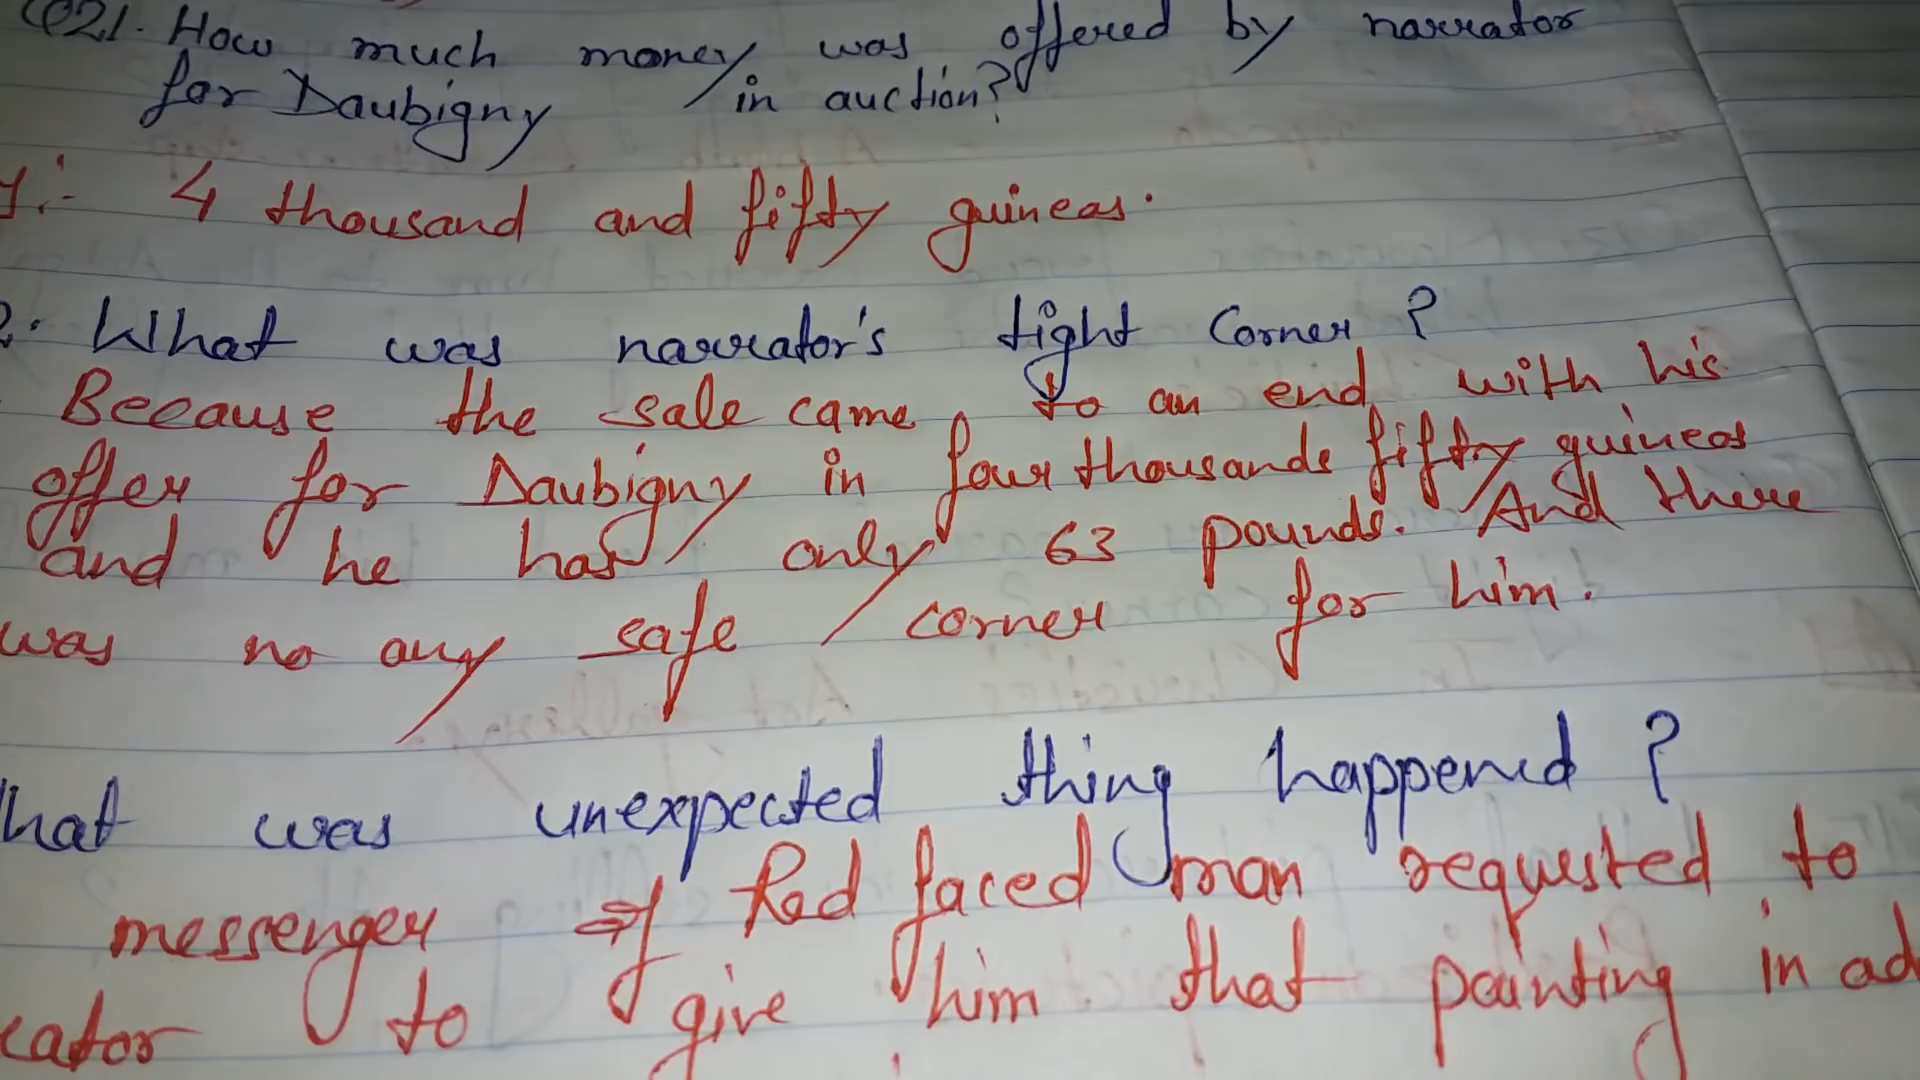 Q21. How much money was offered by narrator
for Daubigny in auction?
:- 4 thousand and fifty guineas.
What was narrator's tight Corner?
Because the sale came to an end with his
offer for Daubigny in four thousands fifty guineas
and he has only 63 pounds. And there
was no any safe corner for him.
hat was unexpected thing happened?
messenger of Red faced man requested to
rator to give him that painting in ad